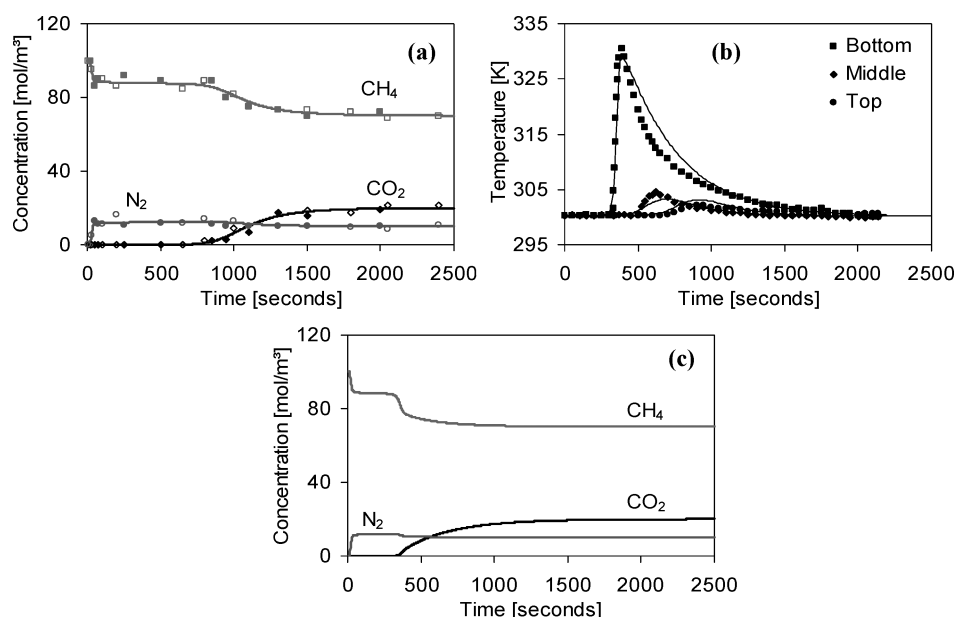 (a)
Concentration [mol/m³]
120
80
40
0
CH₄
N₂
CO₂
0 500 1000 1500 2000 2500
Time [seconds]
(b)
Temperature [K]
335
325
315
305
295
Bottom
Middle
Top
0 500 1000 1500 2000 2500
Time [seconds]
(c)
Concentration [mol/m³]
120
80
40
0
CH₄
CO₂
N₂
0 500 1000 1500 2000 2500
Time [seconds]